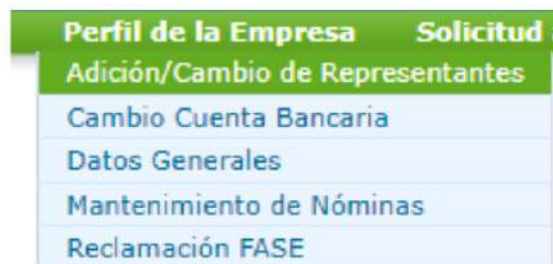 Perfil de la Empresa Solicitud
Adición/Cambio de Representantes
Cambio Cuenta Bancaria
Datos Generales
Mantenimiento de Nóminas
Reclamación FASE